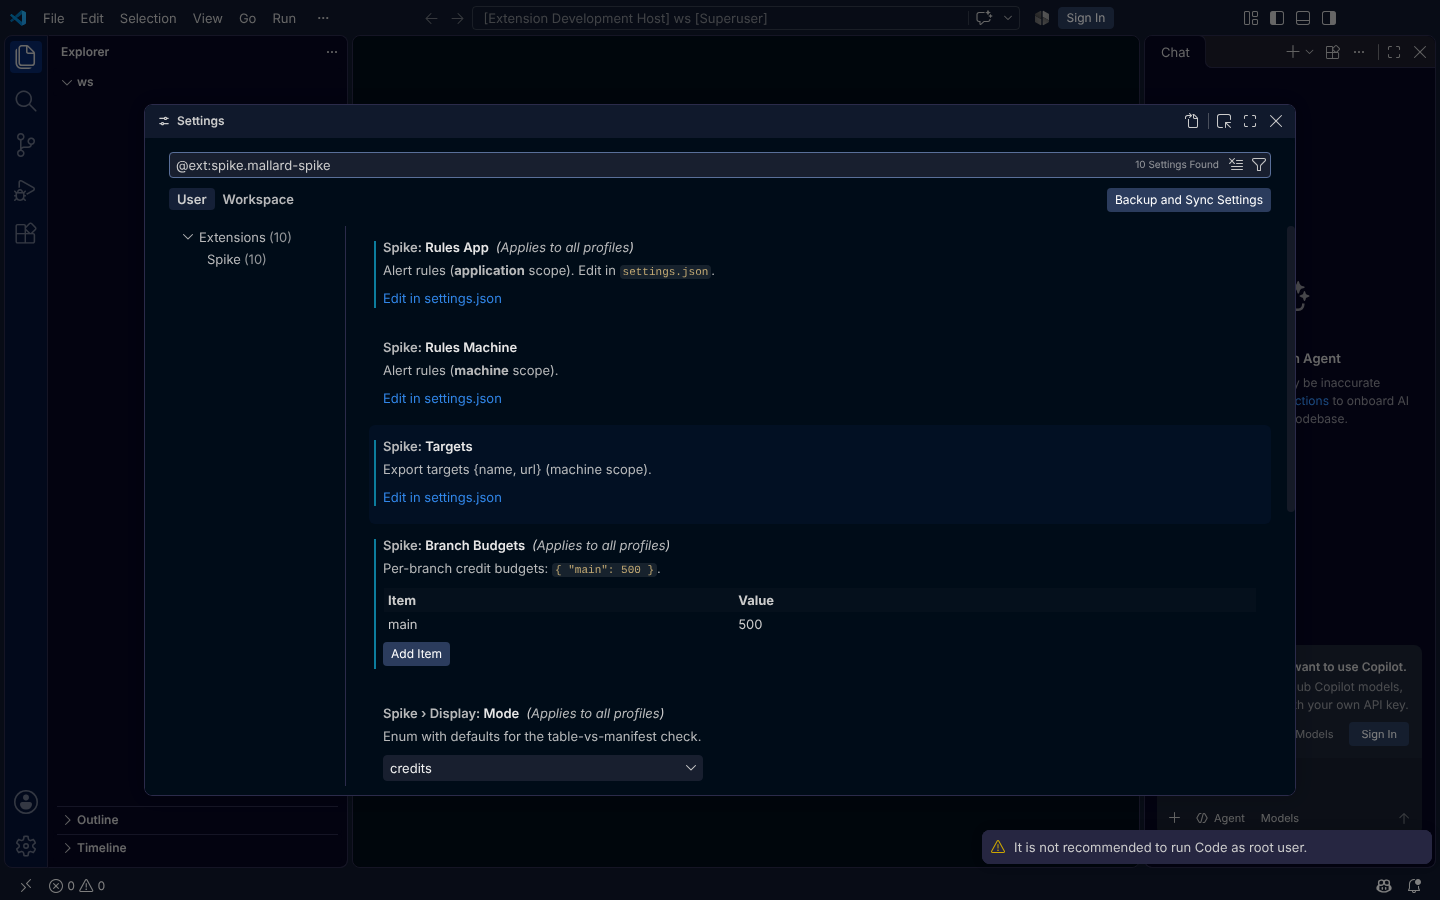 File Edit Selection View Go Run ···
[Extension Development Host] ws [Superuser]
Sign In
Explorer
ws
Chat
Settings
@ext:spike.mallard-spike
10 Settings Found
User Workspace
Backup and Sync Settings
Extensions (10)
Spike (10)
Spike: Rules App (Applies to all profiles)
Alert rules (application scope). Edit in settings.json.
Edit in settings.json
Spike: Rules Machine
Alert rules (machine scope).
Edit in settings.json
Spike: Targets
Export targets {name, url} (machine scope).
Edit in settings.json
Spike: Branch Budgets (Applies to all profiles)
Per-branch credit budgets: { "main": 500 }.
Item Value
main 500
Add Item
Spike › Display: Mode (Applies to all profiles)
Enum with defaults for the table-vs-manifest check.
credits
Agent
be inaccurate
to onboard AI
want to use Copilot.
Copilot models,
your own API key.
Models Sign In
Agent Models
Outline
Timeline
It is not recommended to run Code as root user.
0 0